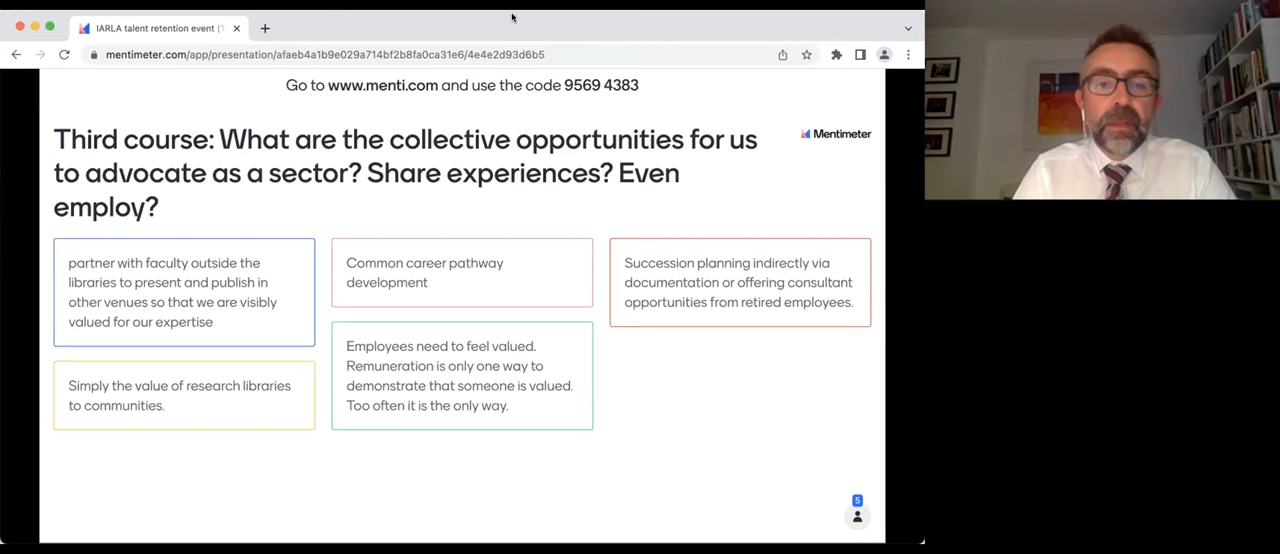 IARLA talent retention event (
mentimeter.com/app/presentation/afaeb4a1b9e029a714bf2b8fa0ca31e6/4e4e2d93d6b5
Go to www.menti.com and use the code 9569 4383
Third course: What are the collective opportunities for us
to advocate as a sector? Share experiences? Even
employ?
Mentimeter
partner with faculty outside the
libraries to present and publish in
other venues so that we are visibly
valued for our expertise
Simply the value of research libraries
to communities.
Common career pathway
development
Employees need to feel valued.
Remuneration is only one way to
demonstrate that someone is valued.
Too often it is the only way.
Succession planning indirectly via
documentation or offering consultant
opportunities from retired employees.
5